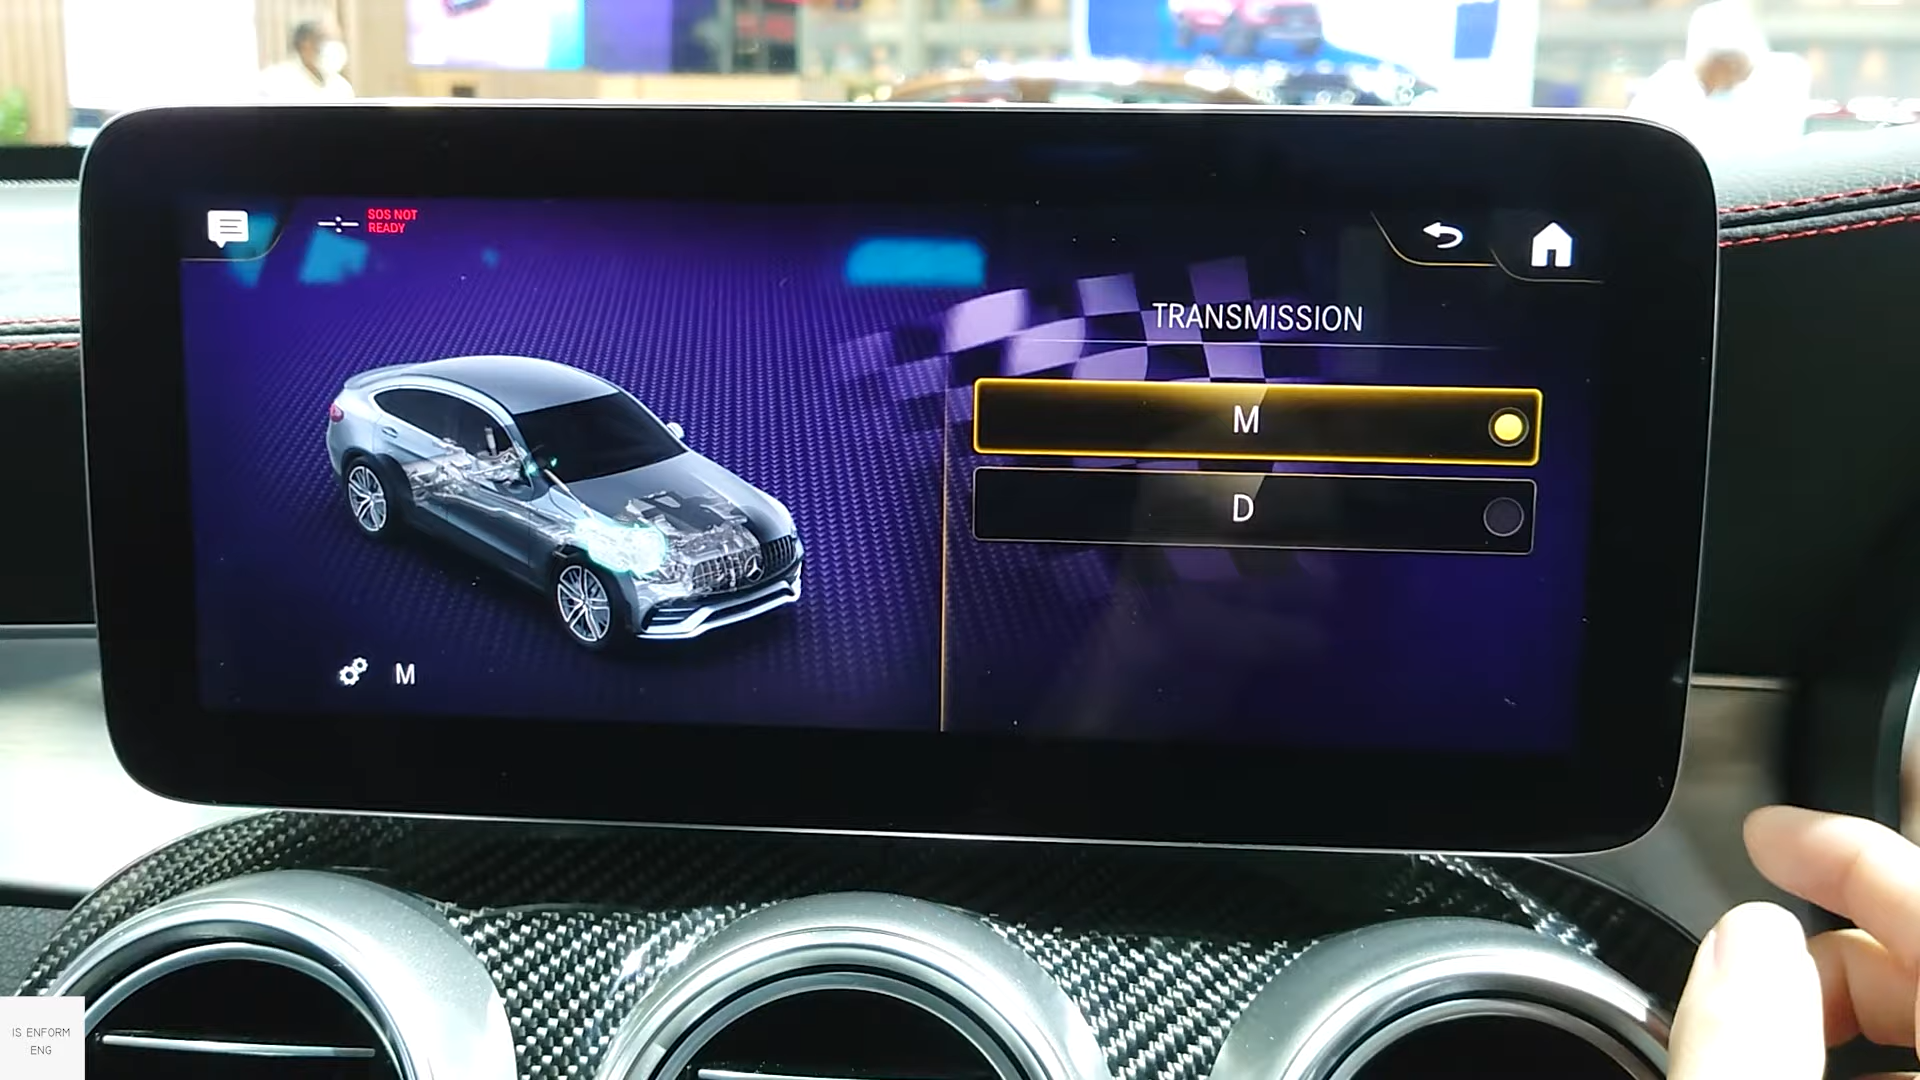 SOS NOT
READY
TRANSMISSION
M
D
M
IS ENFORM
ENG